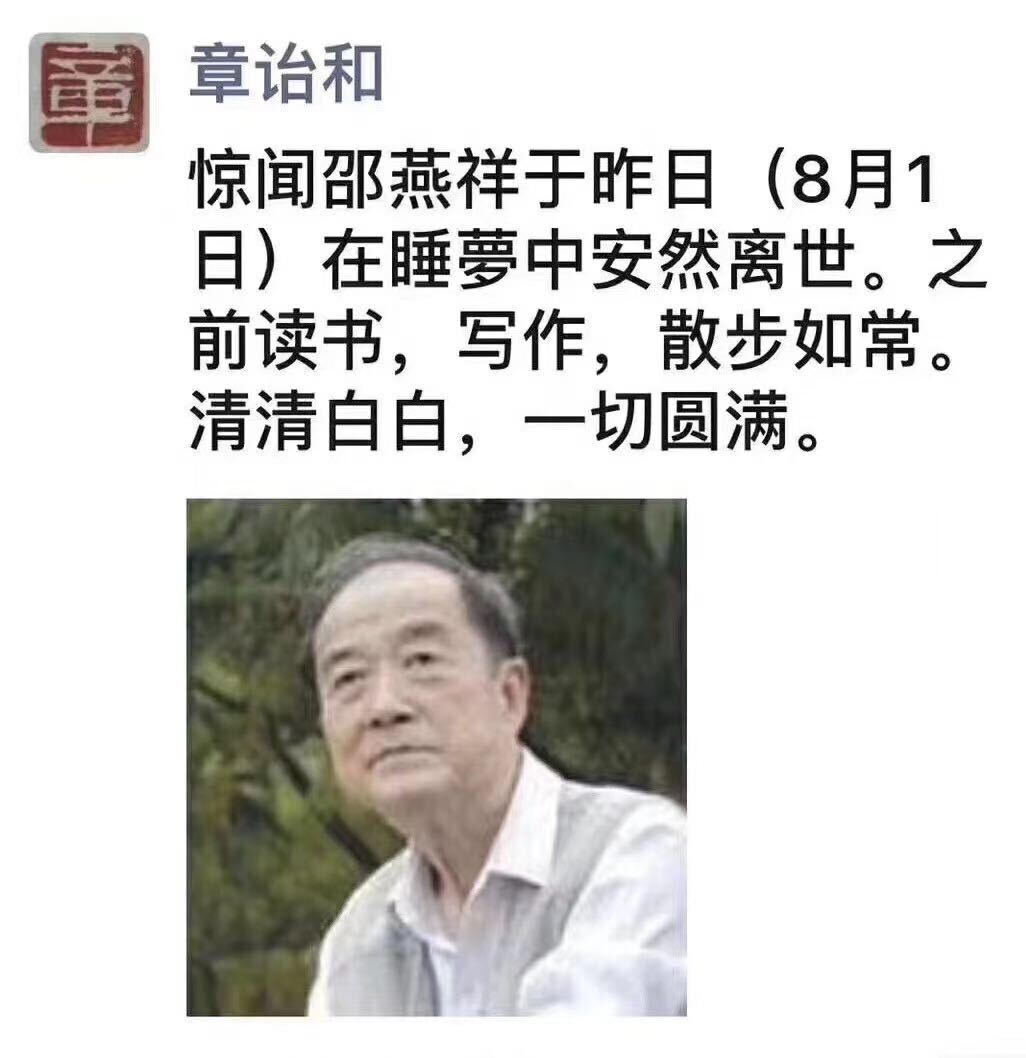 章
章诒和
惊闻邵燕祥于昨日（8月1
日）在睡夢中安然离世。之
前读书，写作，散步如常。
清清白白，一切圆满。